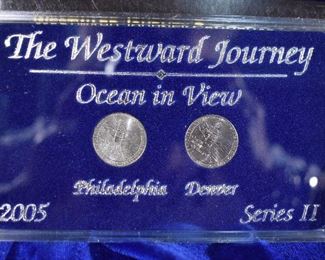 The Westward Journey
Ocean in View
Philadelphia Denver
2005 Series II